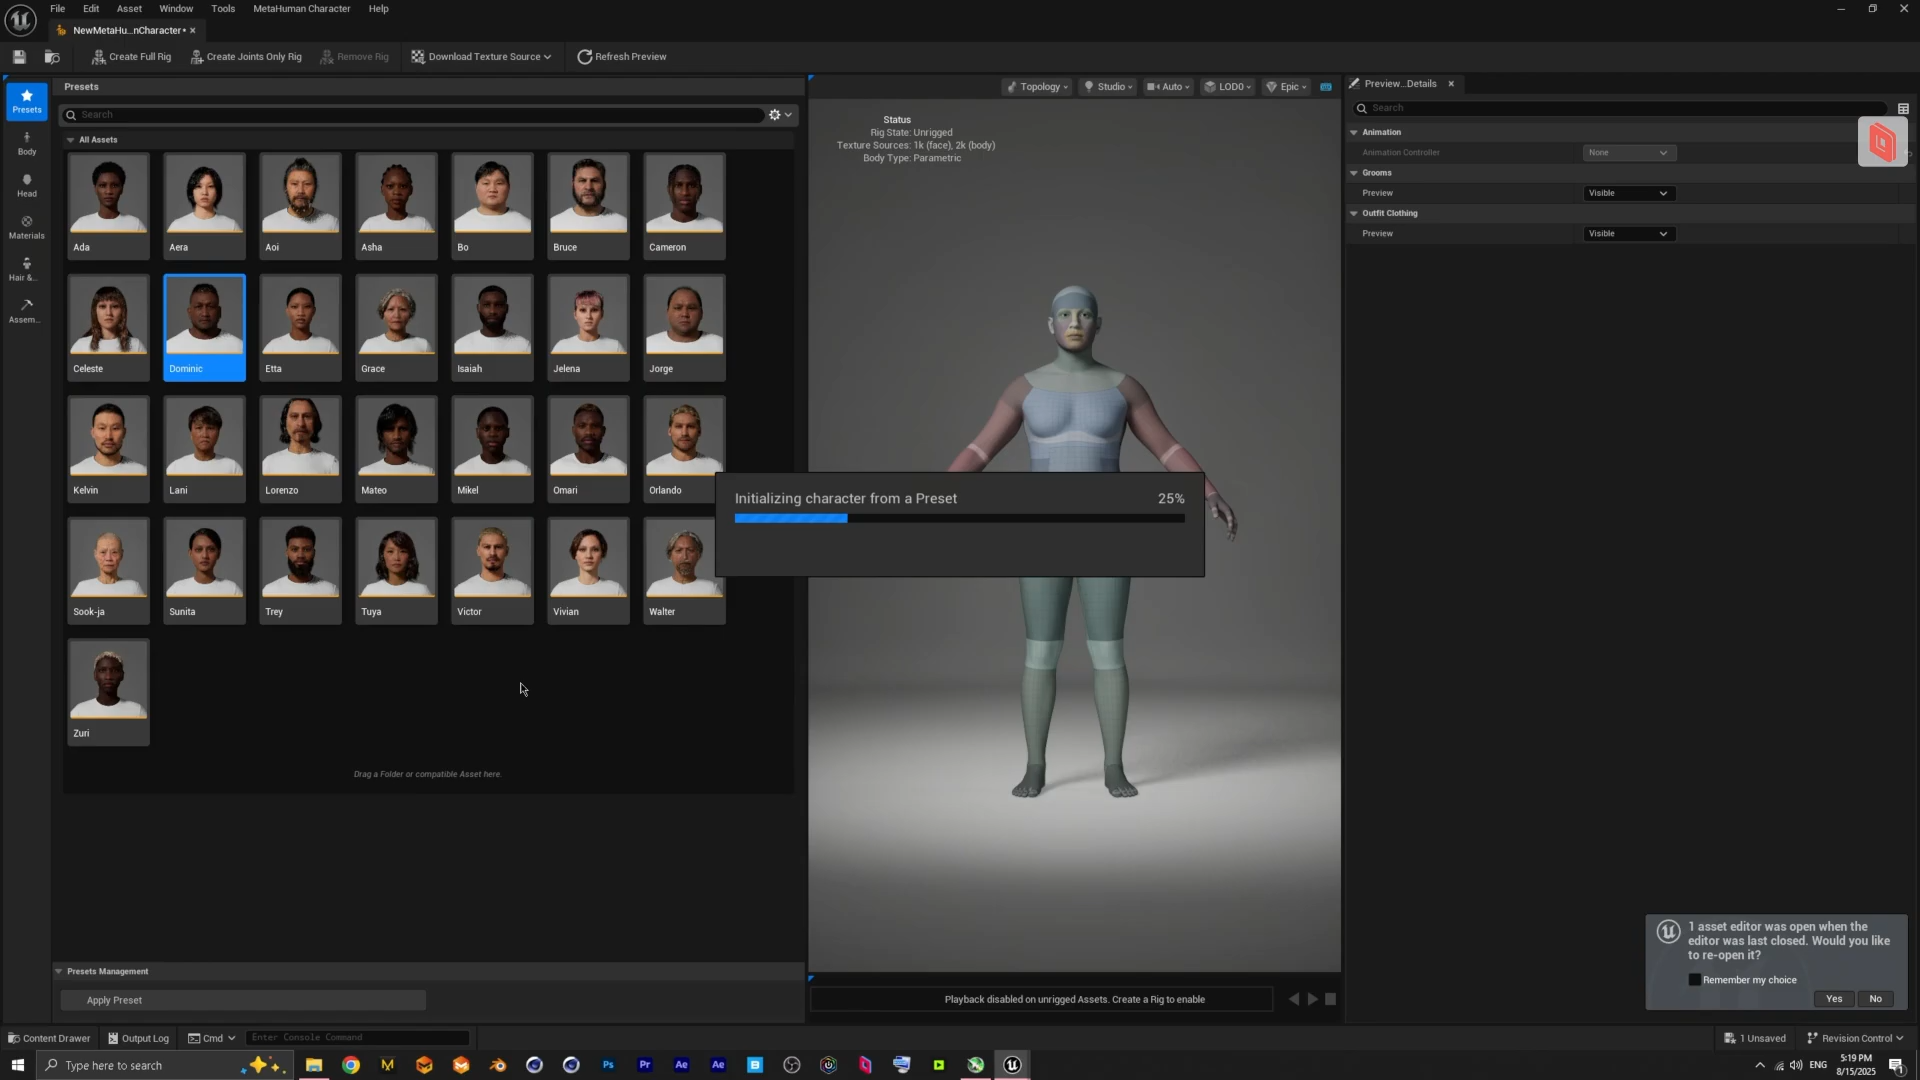 File Edit Asset Window Tools MetaHuman Character Help
NewMetaHu...nCharacter•
Create Full Rig Create Joints Only Rig Remove Rig Download Texture Source Refresh Preview
Presets
Body
Head
Materials
Hair &...
Assem...
Presets
Search
All Assets
Ada Aera Aoi Asha Bo Bruce Cameron
Celeste Dominic Etta Grace Isaiah Jelena Jorge
Kelvin Lani Lorenzo Mateo Mikel Omari Orlando
Sook-ja Sunita Trey Tuya Victor Vivian Walter
Zuri
Drag a Folder or compatible Asset here.
Presets Management
Apply Preset
Topology Studio Auto LOD0 Epic
Status
Rig State: Unrigged
Texture Sources: 1k (face), 2k (body)
Body Type: Parametric
Initializing character from a Preset 25%
Playback disabled on unrigged Assets. Create a Rig to enable
Preview...Details
Search
Animation
Animation Controller None
Grooms
Preview Visible
Outfit Clothing
Preview Visible
1 asset editor was open when the
editor was last closed. Would you like
to re-open it?
Remember my choice
Yes No
Content Drawer Output Log Cmd Enter Console Command 1 Unsaved Revision Control
Type here to search Ps Pr Ae Ae ENG 5:19 PM
8/15/2025